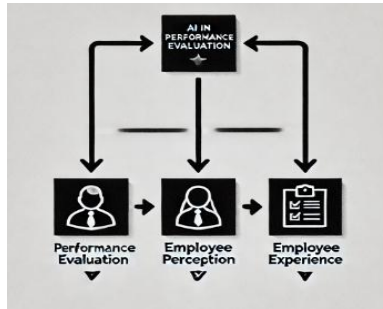 AI IN
PERFORMANCE
EVALUATION
Performance
Evaluation
Employee
Perception
Employee
Experience